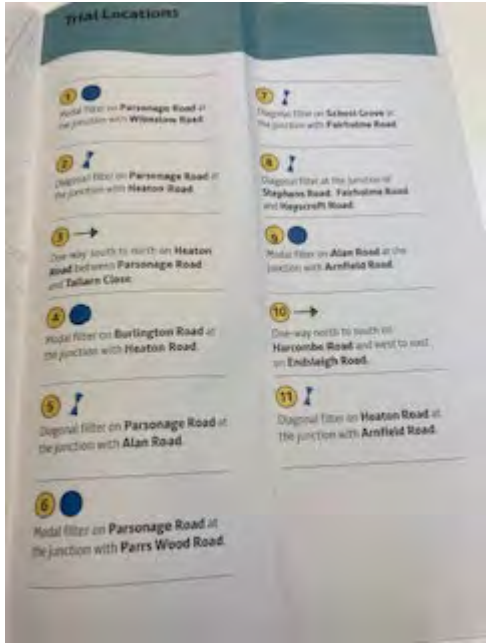 Trial Locations
1
Modal filter on Parsonage Road at
the junction with Wilmslow Road.
2
Diagonal filter on Parsonage Road at
the junction with Heaton Road.
3
One-way south to north on Heaton
Road between Parsonage Road
and Tallarn Close.
4
Modal filter on Burlington Road at
the junction with Heaton Road.
5
Diagonal filter on Parsonage Road at
the junction with Alan Road.
6
Modal filter on Parsonage Road at
the junction with Parrs Wood Road.
7
Diagonal filter on School Grove at
the junction with Fairholme Road.
8
Diagonal filter at the junction of
Stephens Road, Fairholme Road
and Heyscroft Road.
9
Modal filter on Alan Road at the
junction with Arnfield Road.
10
One-way north to south on
Harcombe Road and west to east
on Endsleigh Road.
11
Diagonal filter on Heaton Road at
the junction with Arnfield Road.